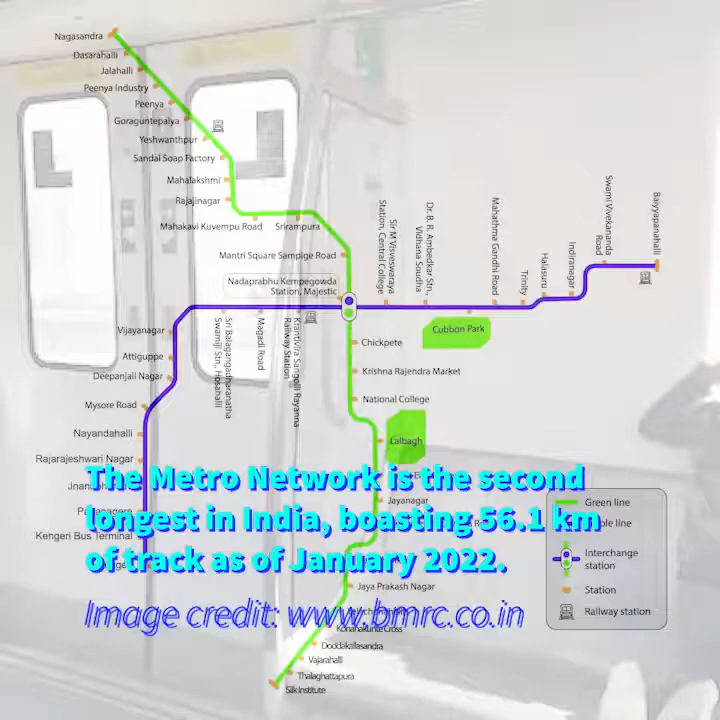 Nagasandra
Dasarahalli
Jalahalli
Peenya Industry
Peenya
Goraguntepalya
Yeshwanthpur
Sandal Soap Factory
Mahalakshmi
Rajajinagar
Mahakavi Kuvempu Road
Srirampura
Mantri Square Sampige Road
Nadaprabhu Kempegowda
Station, Majestic
Sir M Visveswaraya
Station, Central College
Dr. B. R. Ambedkar Stn.,
Vidhana Soudha
Cubbon Park
Mahathma Gandhi Road
Trinity
Halasuru
Indiranagar
Swami Vivekananda
Road
Baiyyapanahalli
Krantivira Sangolli Rayanna
Railway Station
Magadi Road
Sri Balagangadharanatha
Swamiji Stn., Hosahalli
Vijayanagar
Attiguppe
Deepanjali Nagar
Mysore Road
Nayandahalli
Rajarajeshwari Nagar
Kengeri Bus Terminal
Chickpete
Krishna Rajendra Market
National College
Lalbagh
Jayanagar
Jaya Prakash Nagar
Konanakunte Cross
Doddakallasandra
Vajarahalli
Thalaghattapura
Silk Institute
The Metro Network is the second
longest in India, boasting 56.1 km
of track as of January 2022.
Image credit: www.bmrc.co.in
Green line
line
Interchange
station
Station
Railway station